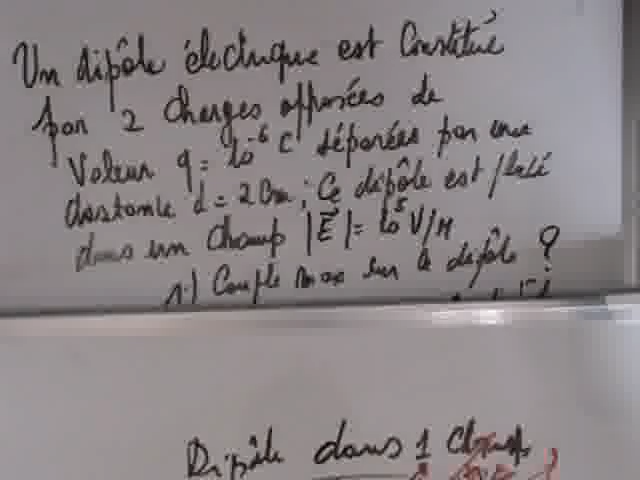 Un dipôle électrique est Constitué
par 2 Charges opposées de
Valeur q = 10⁻⁶ C séparées par une
distance d = 2 Cm ; Ce dipôle est placé
dans un Champ |E⃗| = 10⁵ V/M
1-) Couple max sur le dipôle ?
Dipôle dans 1 Champ